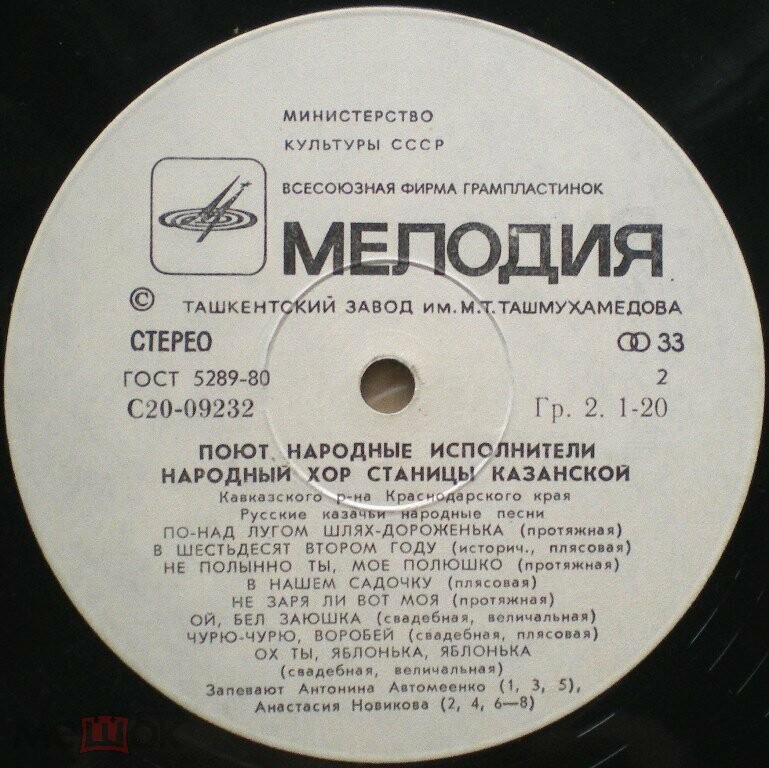 МИНИСТЕРСТВО
КУЛЬТУРЫ СССР
ВСЕСОЮЗНАЯ ФИРМА ГРАМПЛАСТИНОК
МЕЛОДИЯ
© ТАШКЕНТСКИЙ ЗАВОД ИМ. М.Т. ТАШМУХАМЕДОВА
СТЕРЕО 33
ГОСТ 5289-80 2
С20-09232 Гр. 2. 1-20
ПОЮТ НАРОДНЫЕ ИСПОЛНИТЕЛИ
НАРОДНЫЙ ХОР СТАНИЦЫ КАЗАНСКОЙ
Кавказского р-на Краснодарского края
Русские казачьи народные песни
ПО-НАД ЛУГОМ ШЛЯХ-ДОРОЖЕНЬКА (протяжная)
В ШЕСТЬДЕСЯТ ВТОРОМ ГОДУ (историч., плясовая)
НЕ ПОЛЫННО ТЫ, МОЕ ПОЛЮШКО (протяжная)
В НАШЕМ САДОЧКУ (плясовая)
НЕ ЗАРЯ ЛИ ВОТ МОЯ (протяжная)
ОЙ, БЕЛ ЗАЮШКА (свадебная, величальная)
ЧУРЮ-ЧУРЮ, ВОРОБЕЙ (свадебная, плясовая)
ОХ ТЫ, ЯБЛОНЬКА, ЯБЛОНЬКА
(свадебная, величальная)
Запевают Антонина Автомеенко (1, 3, 5),
Анастасия Новикова (2, 4, 6—8)